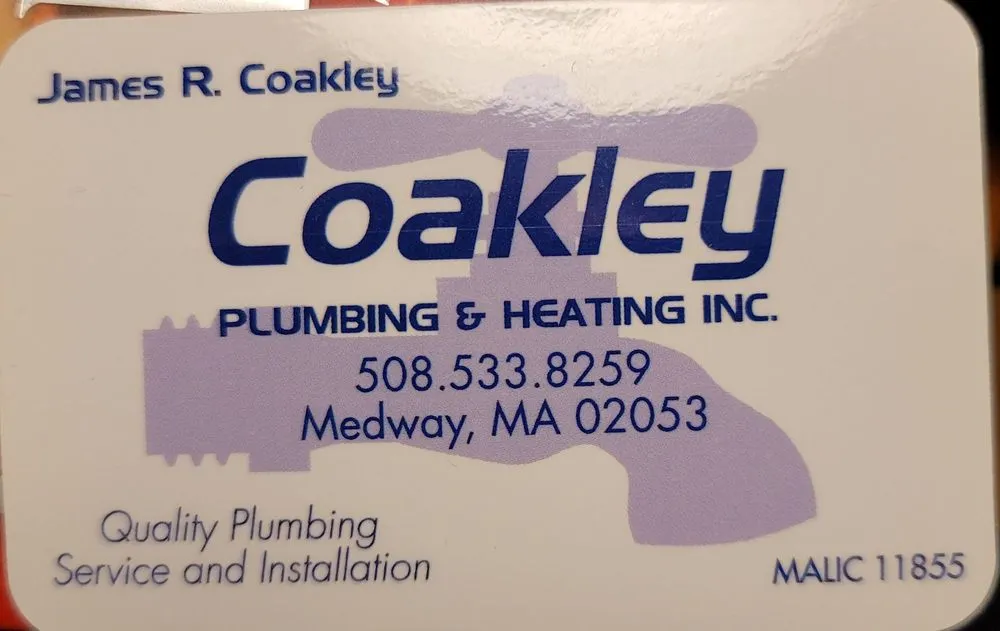 James R. Coakley
Coakley
PLUMBING & HEATING INC.
508.533.8259
Medway, MA 02053
Quality Plumbing
Service and Installation
MALIC 11855